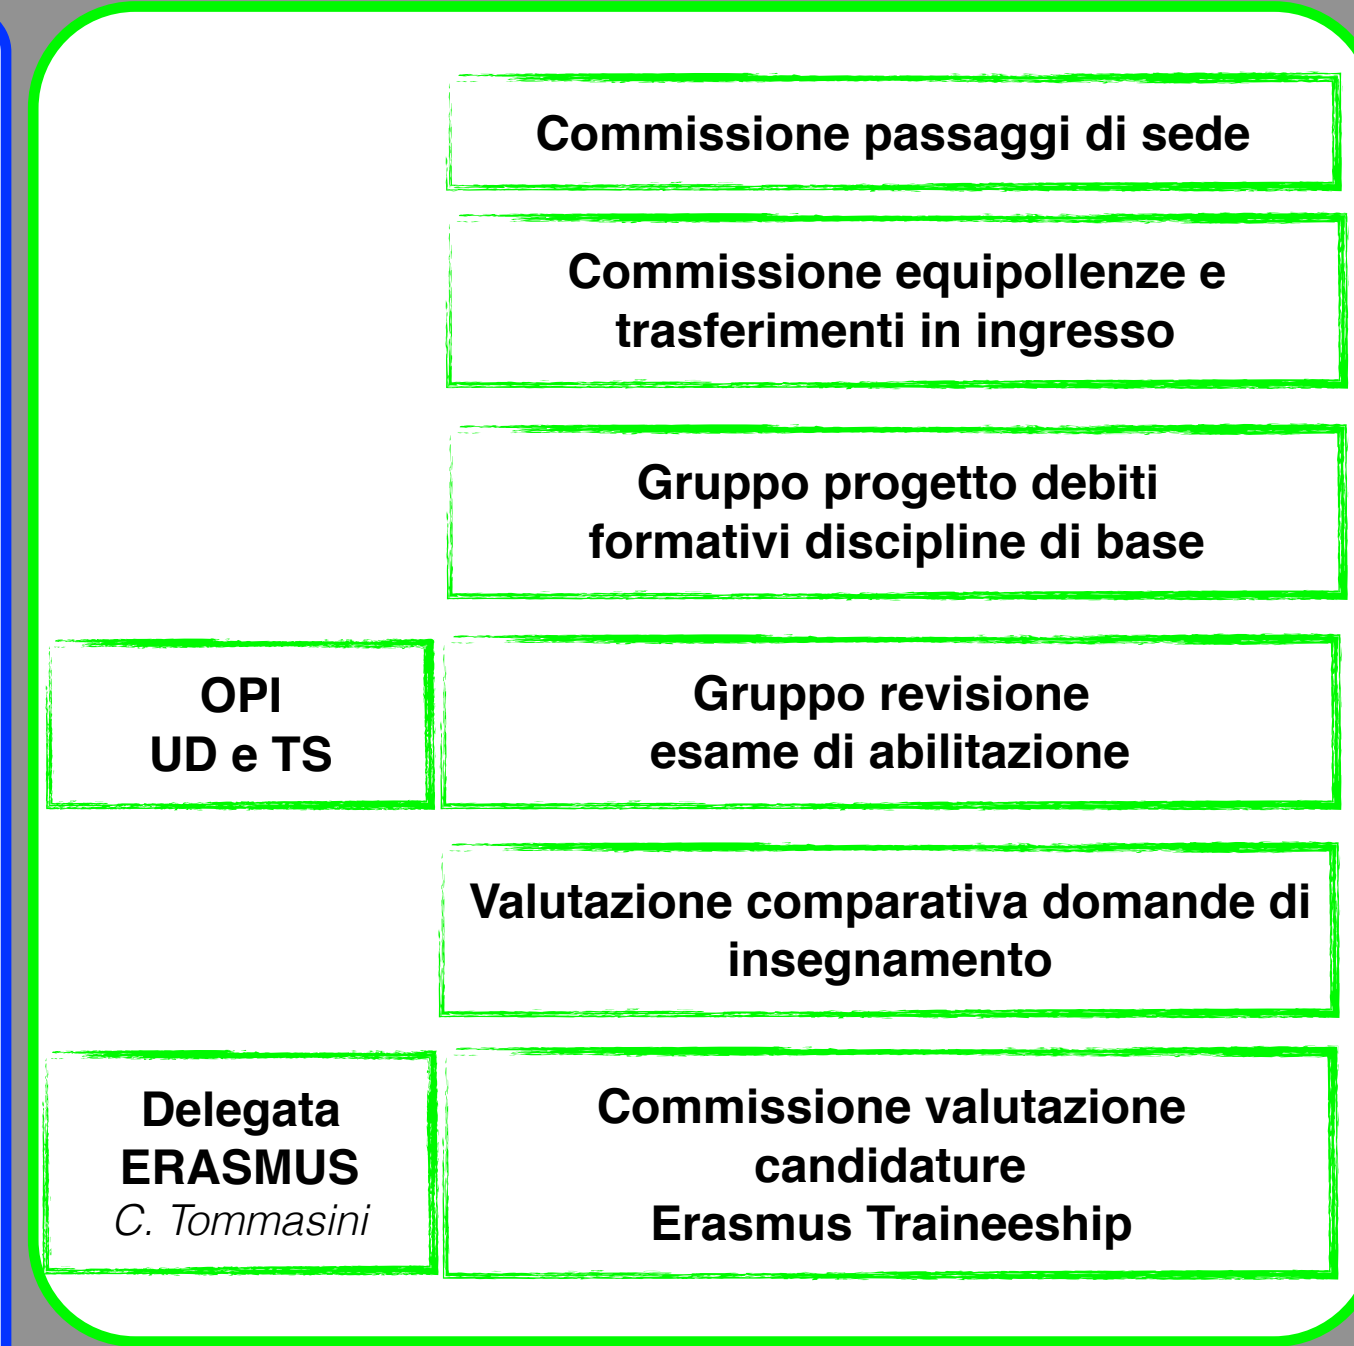 Commissione passaggi di sede
Commissione equipollenze e
trasferimenti in ingresso
Gruppo progetto debiti
formativi discipline di base
OPI
UD e TS
Gruppo revisione
esame di abilitazione
Valutazione comparativa domande di
insegnamento
Delegata
ERASMUS
C. Tommasini
Commissione valutazione
candidature
Erasmus Traineeship